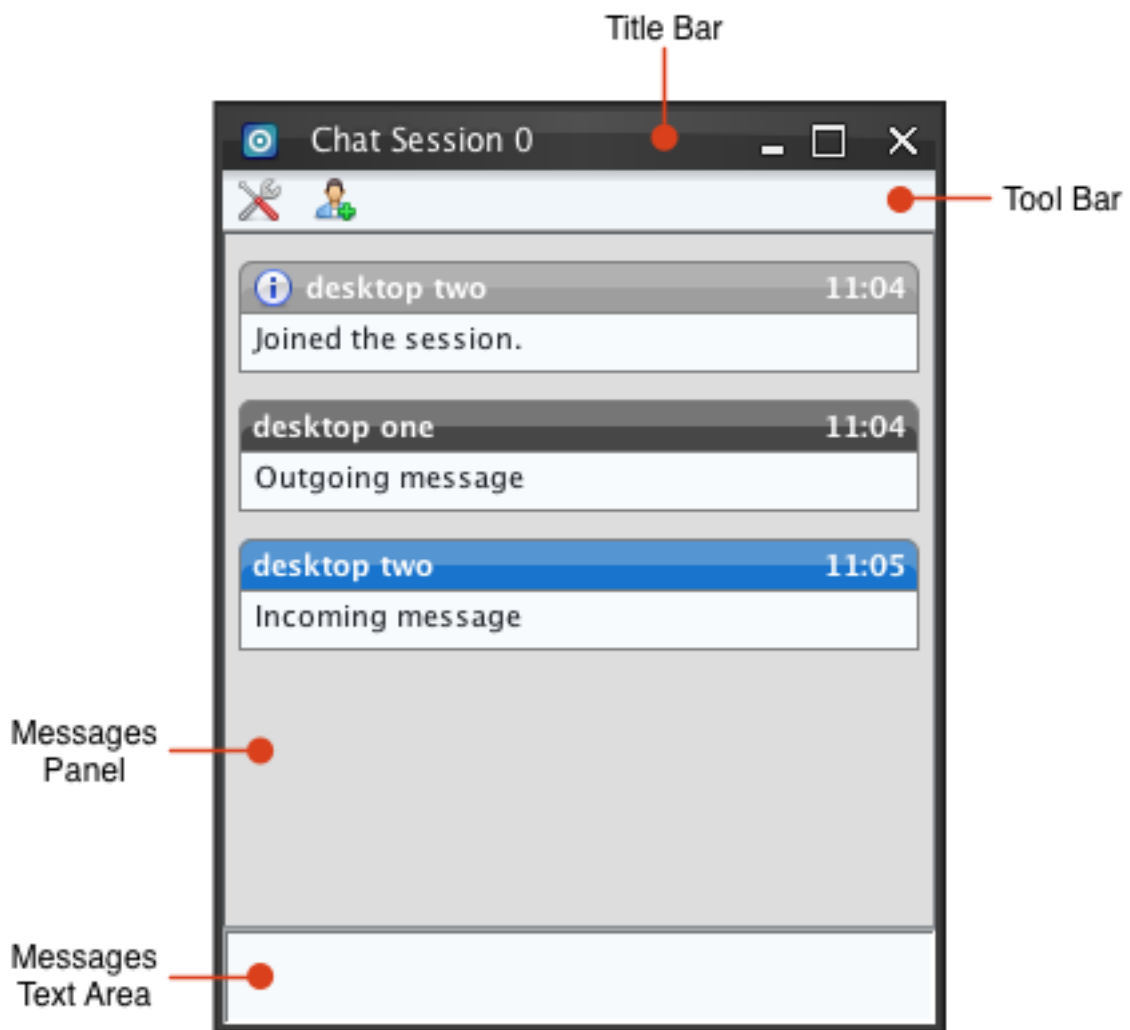 Title Bar
Chat Session 0
Tool Bar
desktop two 11:04
Joined the session.
desktop one 11:04
Outgoing message
desktop two 11:05
Incoming message
Messages
Panel
Messages
Text Area